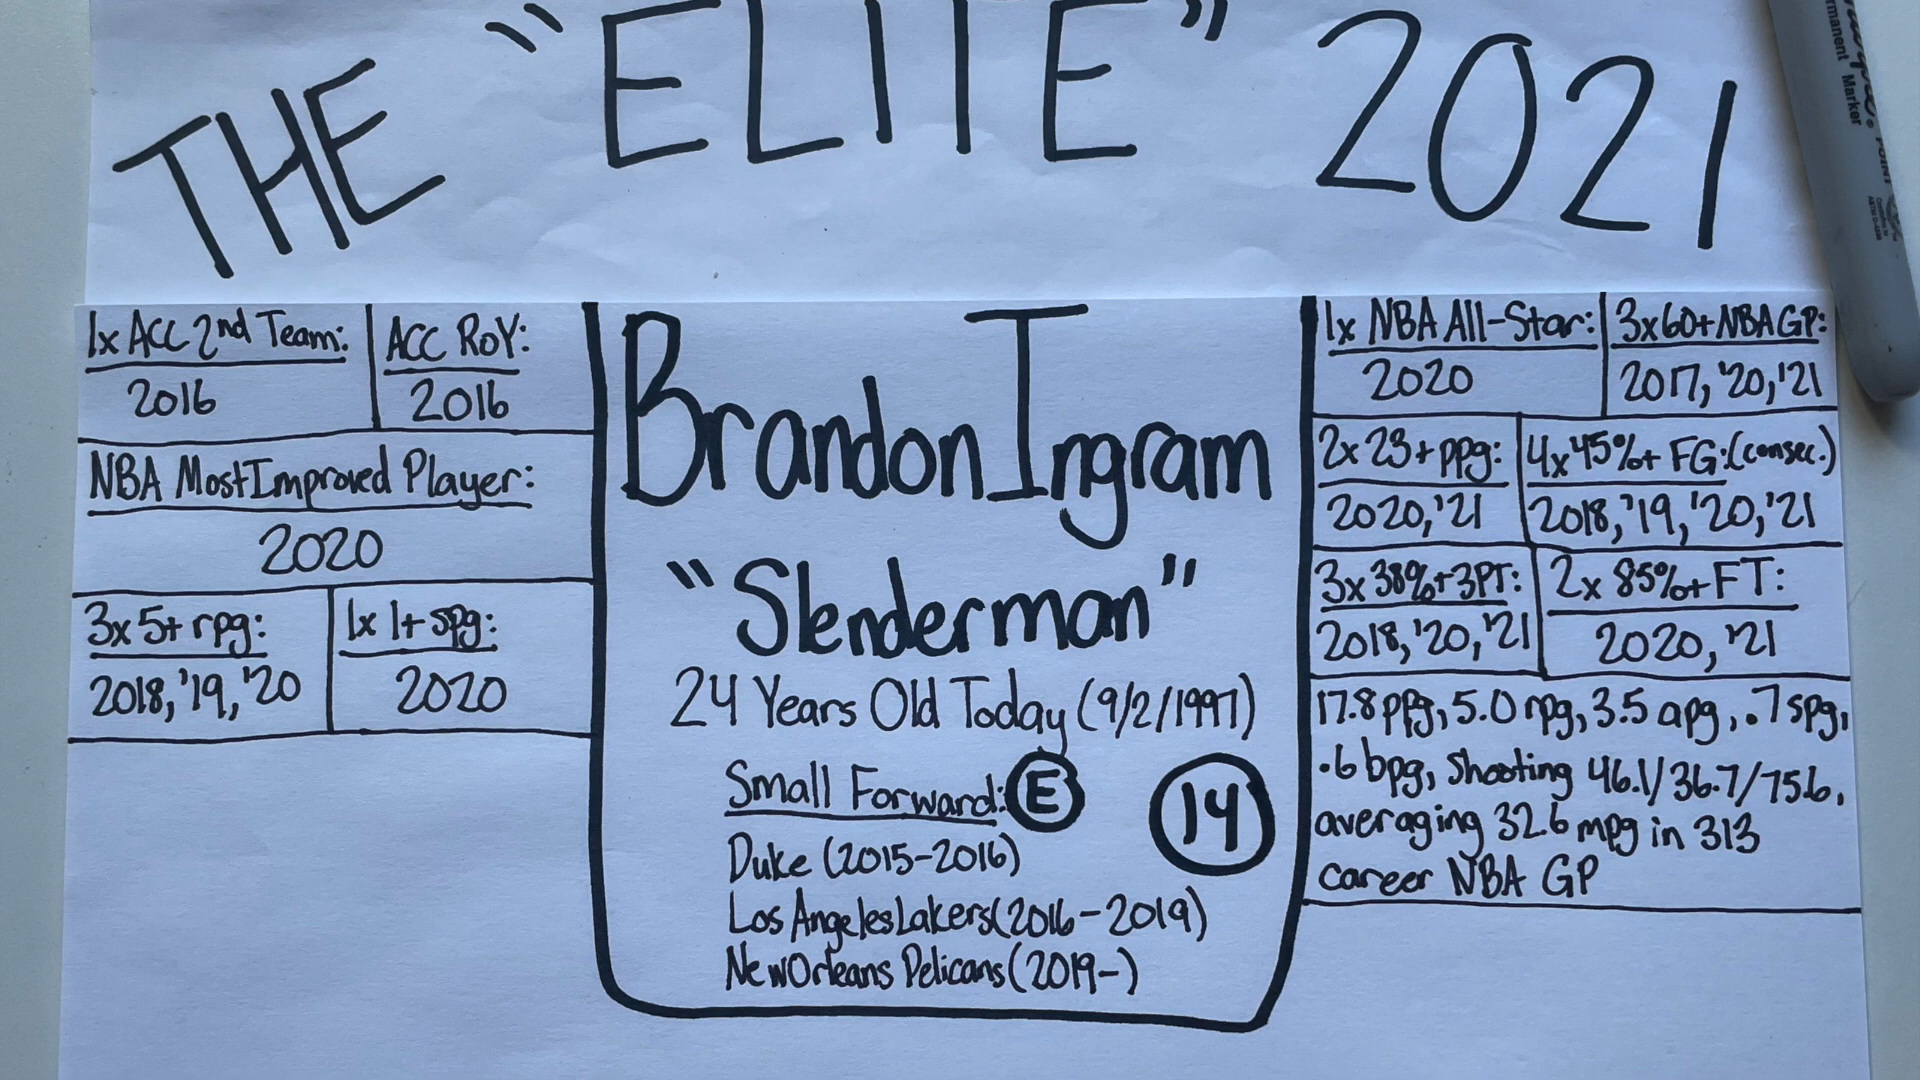 THE "ELITE" 2021
1x ACC 2nd Team:
2016
ACC RoY:
2016
NBA Most Improved Player:
2020
3x 5+ rpg:
2018, '19, '20
1x 1+ spg:
2020
Brandon Ingram
"Slenderman"
24 Years Old Today (9/2/1997)
Small Forward: E
14
Duke (2015-2016)
Los Angeles Lakers (2016-2019)
New Orleans Pelicans (2019-)
1x NBA All-Star:
2020
3x 60+ NBA GP:
2017, '20, '21
2x 23+ ppg:
2020, '21
4x 45%+ FG: (consec.)
2018, '19, '20, '21
3x 38%+ 3PT:
2018, '20, '21
2x 85%+ FT:
2020, '21
17.8 ppg, 5.0 rpg, 3.5 apg, .7 spg,
.6 bpg, shooting 46.1/36.7/75.6,
averaging 32.6 mpg in 313
career NBA GP
Marker